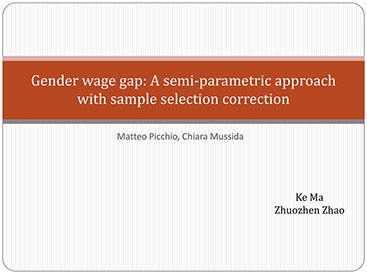 Gender wage gap: A semi-parametric approach
with sample selection correction
Matteo Picchio, Chiara Mussida
Ke Ma
Zhuozhen Zhao